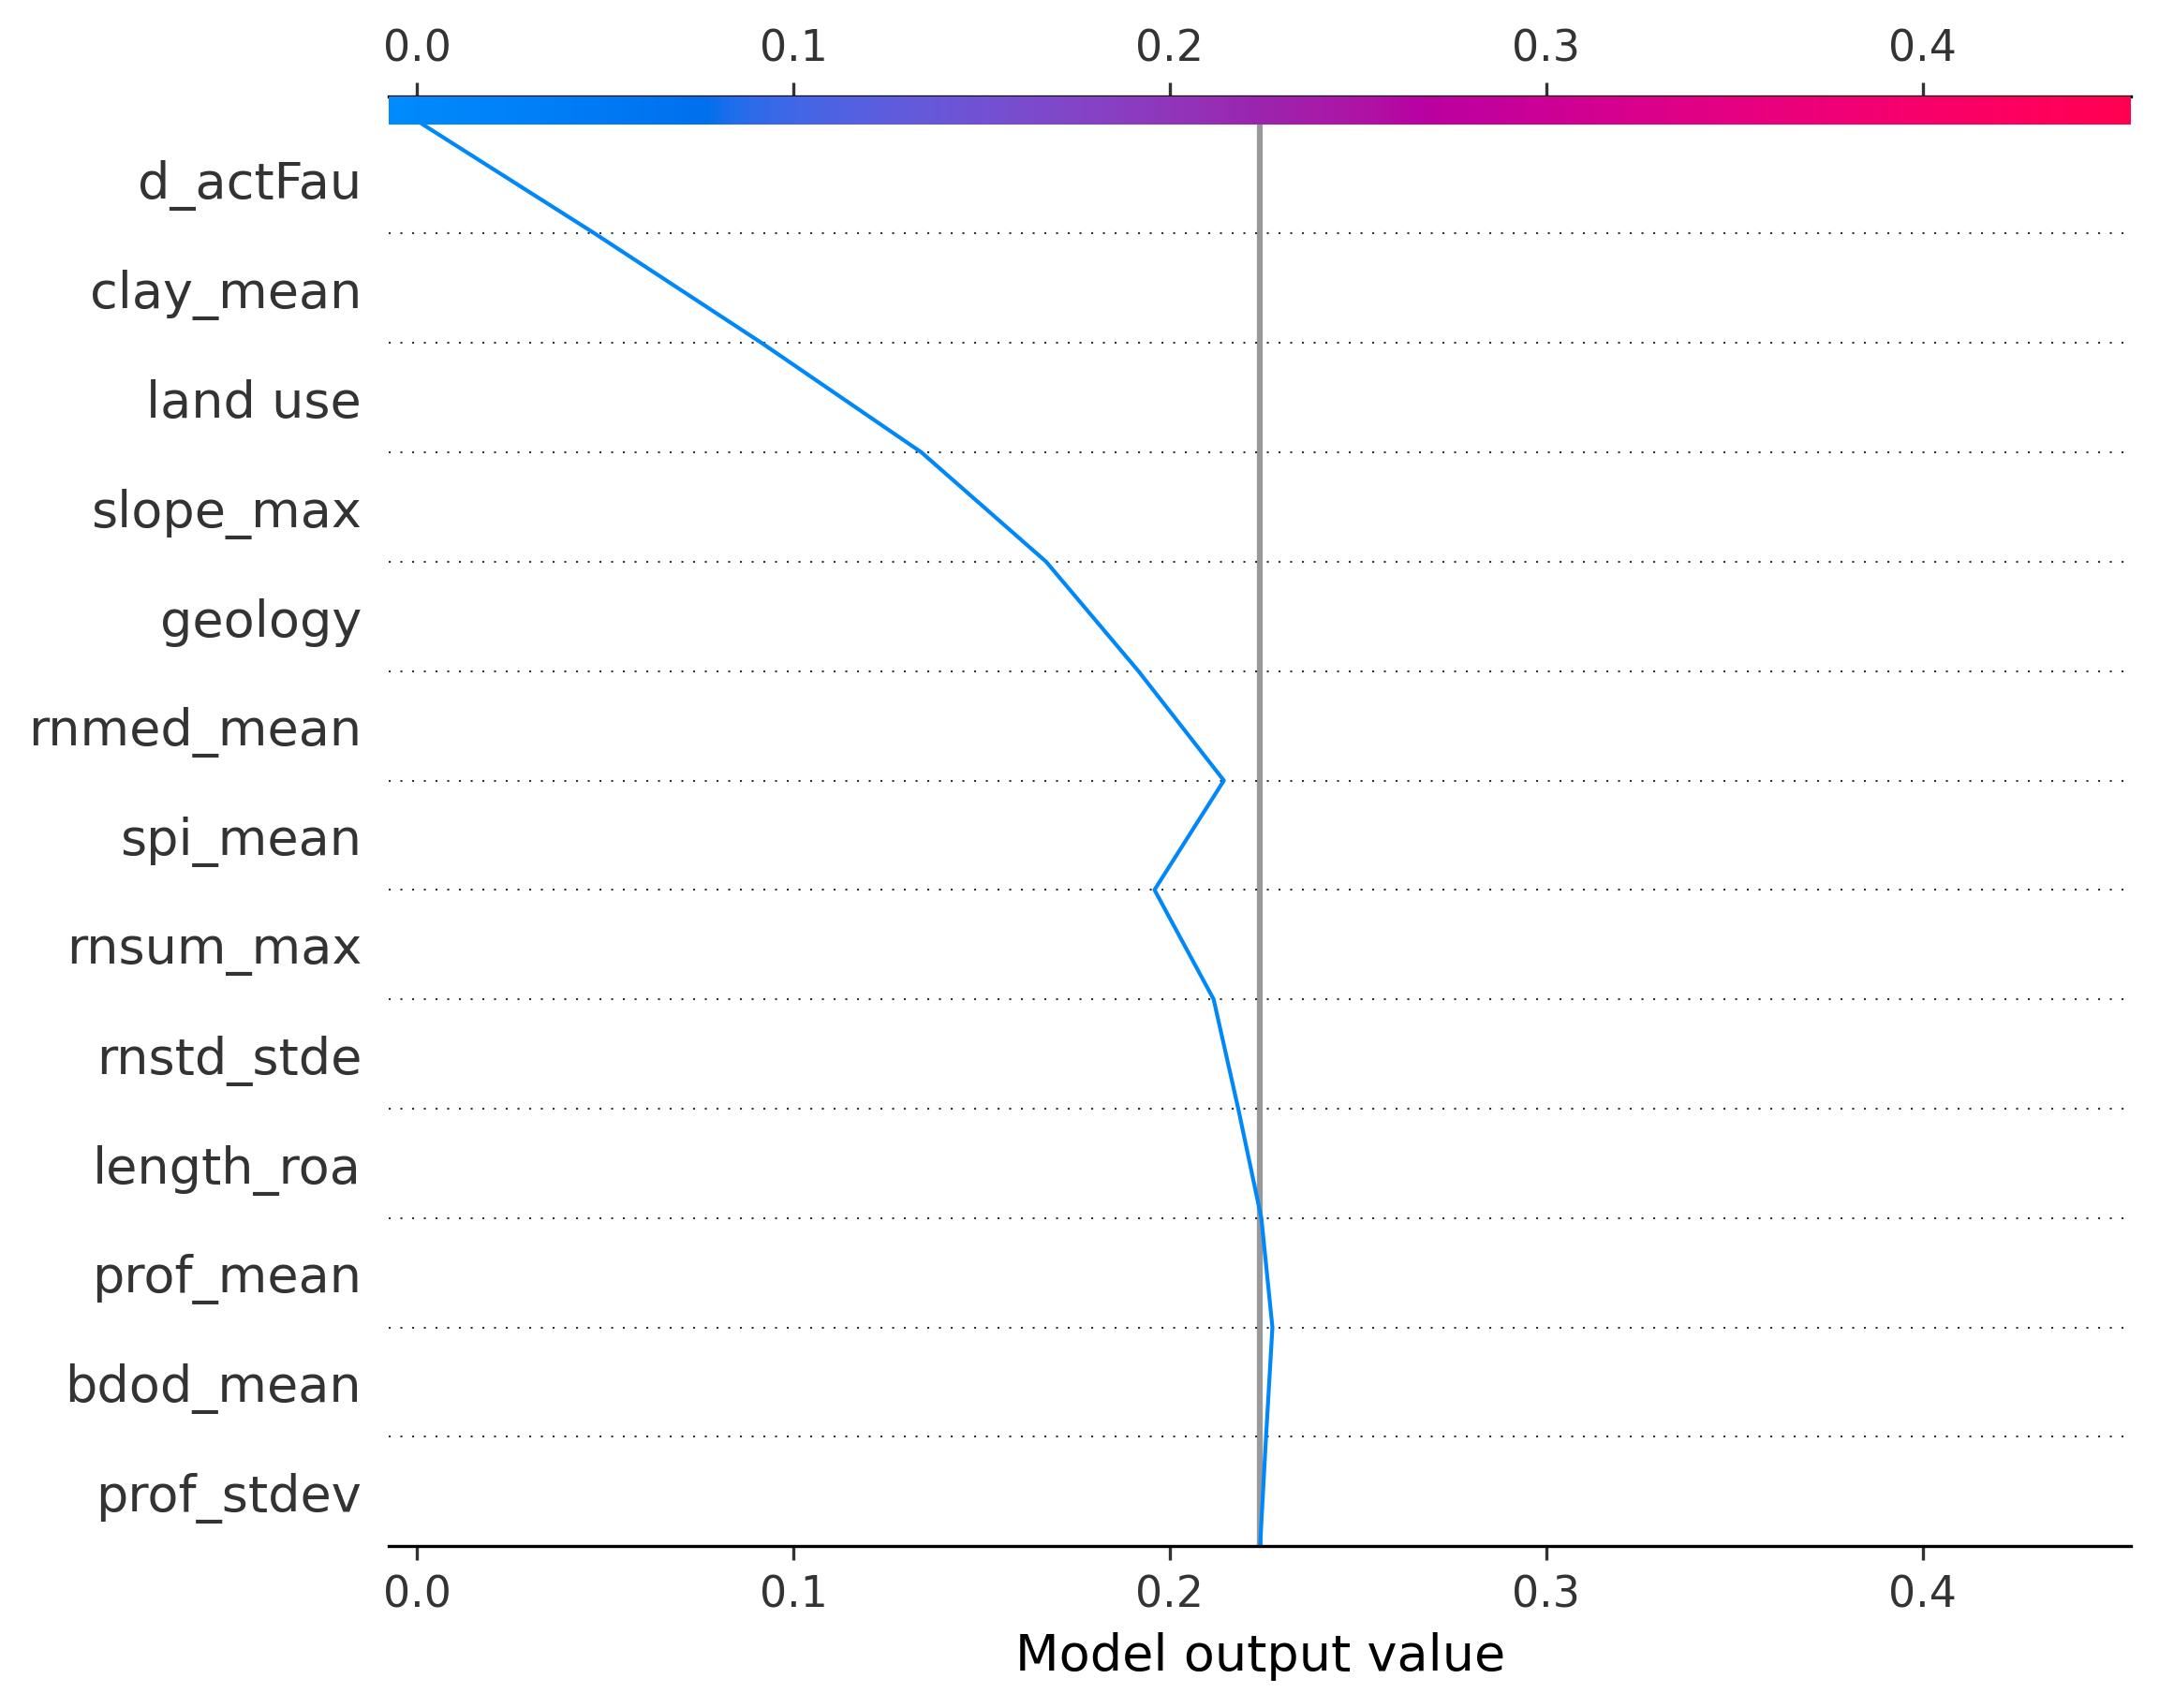 0.0 0.1 0.2 0.3 0.4
d_actFau
clay_mean
land use
slope_max
geology
rnmed_mean
spi_mean
rnsum_max
rnstd_stde
length_roa
prof_mean
bdod_mean
prof_stdev
0.0 0.1 0.2 0.3 0.4
Model output value